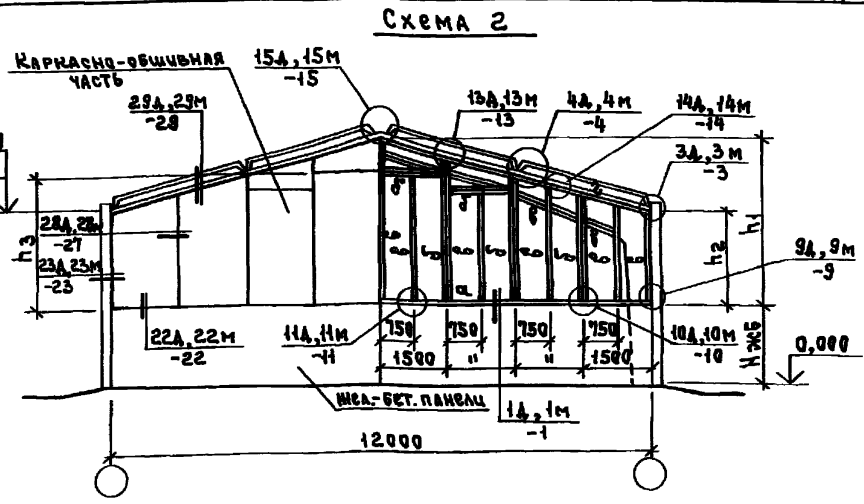 Схема 2
Каркасно-обшивная
часть
15д, 15м
-15
29д, 29м
-29
13д, 13м
-13
4д, 4м
-4
14д, 14м
-14
3д, 3м
-3
28д, 28м
-27
23д, 23м
-23
h3
h2
h1
9д, 9м
-9
22д, 22м
-22
11д, 11м
-11
750
750
750
750
10д, 10м
-10
1500
"
"
1500
H жб
0,000
Жел.-бет. панели
1д, 1м
-1
12000